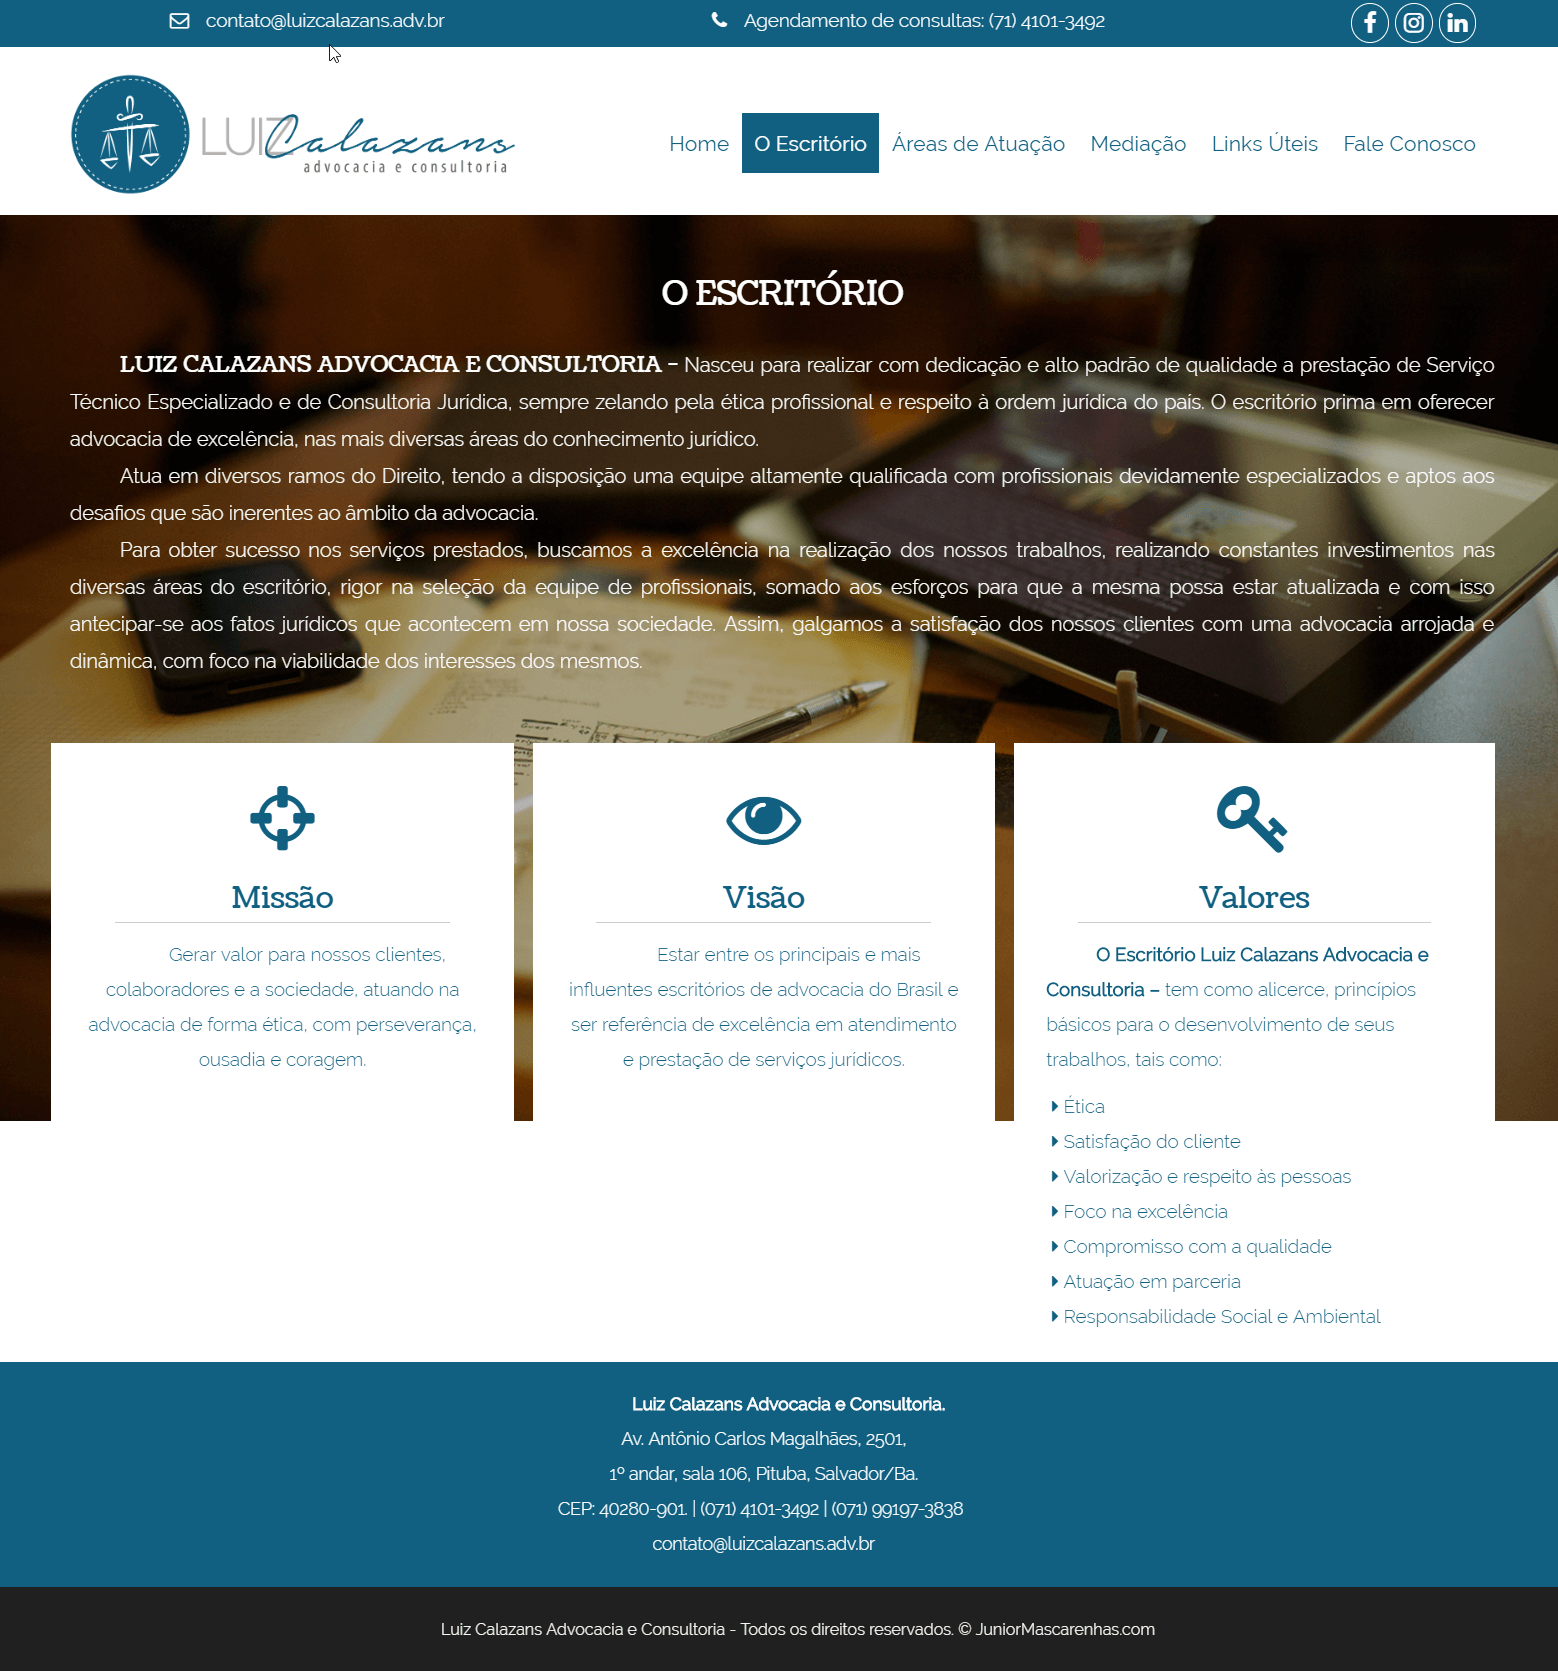 contato@luizcalazans.adv.br
Agendamento de consultas: (71) 4101-3492
LUIZ Calazans
advocacia e consultoria
Home
O Escritório
Áreas de Atuação
Mediação
Links Úteis
Fale Conosco
O ESCRITÓRIO
LUIZ CALAZANS ADVOCACIA E CONSULTORIA – Nasceu para realizar com dedicação e alto padrão de qualidade a prestação de Serviço
Técnico Especializado e de Consultoria Jurídica, sempre zelando pela ética profissional e respeito à ordem jurídica do país. O escritório prima em oferecer
advocacia de excelência, nas mais diversas áreas do conhecimento jurídico.
Atua em diversos ramos do Direito, tendo a disposição uma equipe altamente qualificada com profissionais devidamente especializados e aptos aos
desafios que são inerentes ao âmbito da advocacia.
Para obter sucesso nos serviços prestados, buscamos a excelência na realização dos nossos trabalhos, realizando constantes investimentos nas
diversas áreas do escritório, rigor na seleção da equipe de profissionais, somado aos esforços para que a mesma possa estar atualizada e com isso
antecipar-se aos fatos jurídicos que acontecem em nossa sociedade. Assim, galgamos a satisfação dos nossos clientes com uma advocacia arrojada e
dinâmica, com foco na viabilidade dos interesses dos mesmos.
Missão
Gerar valor para nossos clientes,
colaboradores e a sociedade, atuando na
advocacia de forma ética, com perseverança,
ousadia e coragem.
Visão
Estar entre os principais e mais
influentes escritórios de advocacia do Brasil e
ser referência de excelência em atendimento
e prestação de serviços jurídicos.
Valores
O Escritório Luiz Calazans Advocacia e
Consultoria – tem como alicerce, princípios
básicos para o desenvolvimento de seus
trabalhos, tais como:
Ética
Satisfação do cliente
Valorização e respeito às pessoas
Foco na excelência
Compromisso com a qualidade
Atuação em parceria
Responsabilidade Social e Ambiental
Luiz Calazans Advocacia e Consultoria.
Av. Antônio Carlos Magalhães, 2501,
1º andar, sala 106, Pituba, Salvador/Ba.
CEP: 40280-901. | (071) 4101-3492 | (071) 99197-3838
contato@luizcalazans.adv.br
Luiz Calazans Advocacia e Consultoria - Todos os direitos reservados. © JuniorMascarenhas.com